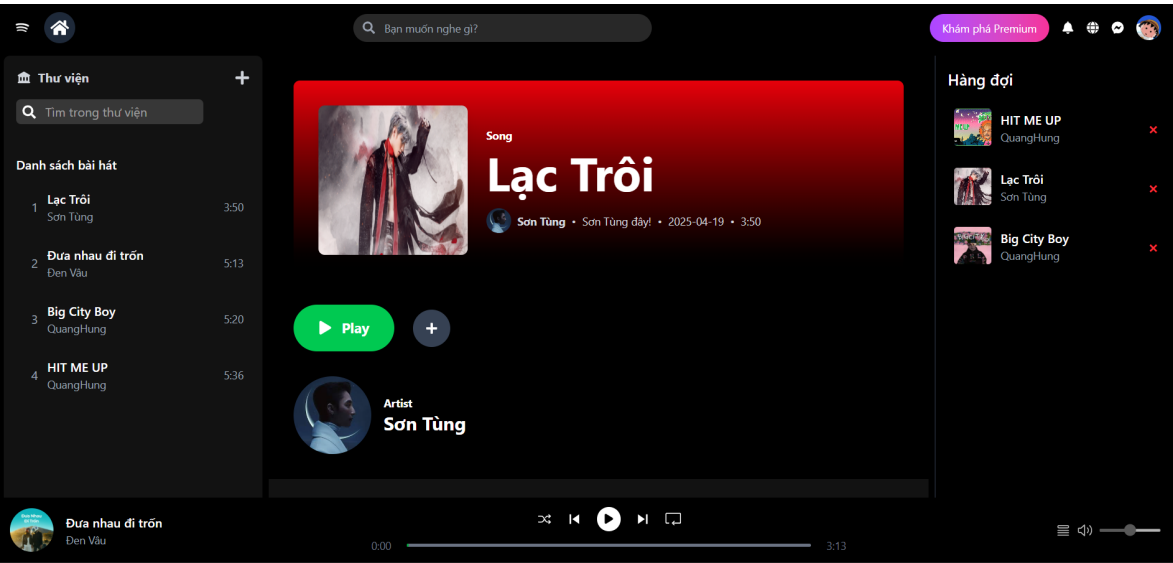 Bạn muốn nghe gì?
Khám phá Premium
Thư viện
Tìm trong thư viện
Danh sách bài hát
1 Lạc Trôi 3:50
Sơn Tùng
2 Đưa nhau đi trốn 5:13
Đen Vâu
3 Big City Boy 5:20
QuangHung
4 HIT ME UP 5:36
QuangHung
Song
Lạc Trôi
Sơn Tùng • Sơn Tùng đây! • 2025-04-19 • 3:50
Play
Artist
Sơn Tùng
Hàng đợi
HIT ME UP
QuangHung
Lạc Trôi
Sơn Tùng
Big City Boy
QuangHung
Đưa nhau đi trốn
Đen Vâu
0:00 3:13